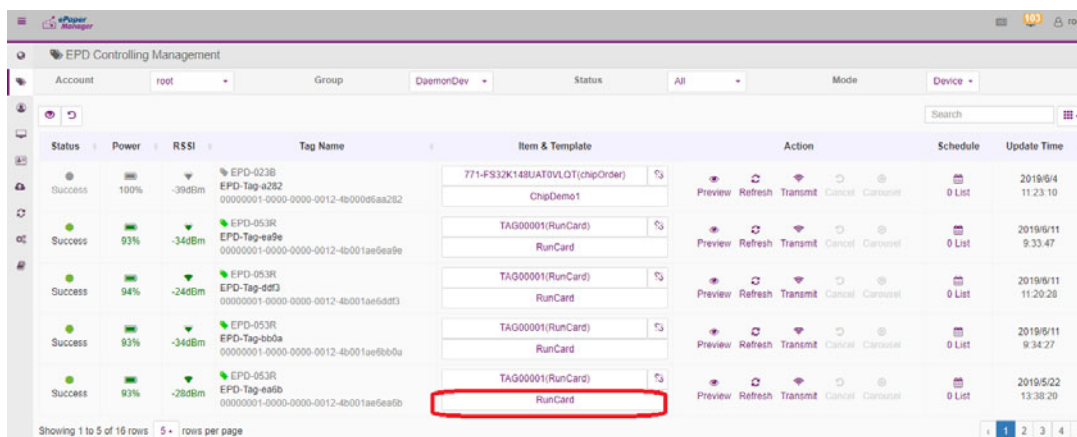 ePaper Manager
103
EPD Controlling Management
Account root Group DaemonDev Status All Mode Device
Search
Status Power RSSI Tag Name Item & Template Action Schedule Update Time
EPD-023B
Success 100% -39dBm EPD-Tag-a282
00000001-0000-0000-0012-4b000d6aa282
771-FS32K148UAT0VLQT(chipOrder)
ChipDemo1
Preview Refresh Transmit Cancel Carousel
0 List
2019/6/4
11:23:10
EPD-053R
Success 93% -34dBm EPD-Tag-ea9e
00000001-0000-0000-0012-4b001ae6ea9e
TAG00001(RunCard)
RunCard
Preview Refresh Transmit Cancel Carousel
0 List
2019/6/11
9:33:47
EPD-053R
Success 94% -24dBm EPD-Tag-ddf3
00000001-0000-0000-0012-4b001ae6ddf3
TAG00001(RunCard)
RunCard
Preview Refresh Transmit Cancel Carousel
0 List
2019/6/11
11:20:28
EPD-053R
Success 93% -34dBm EPD-Tag-bb0a
00000001-0000-0000-0012-4b001ae6bb0a
TAG00001(RunCard)
RunCard
Preview Refresh Transmit Cancel Carousel
0 List
2019/6/11
9:34:27
EPD-053R
Success 93% -28dBm EPD-Tag-ea6b
00000001-0000-0000-0012-4b001ae6ea6b
TAG00001(RunCard)
RunCard
Preview Refresh Transmit Cancel Carousel
0 List
2019/5/22
13:38:20
Showing 1 to 5 of 16 rows 5 rows per page
‹ 1 2 3 4